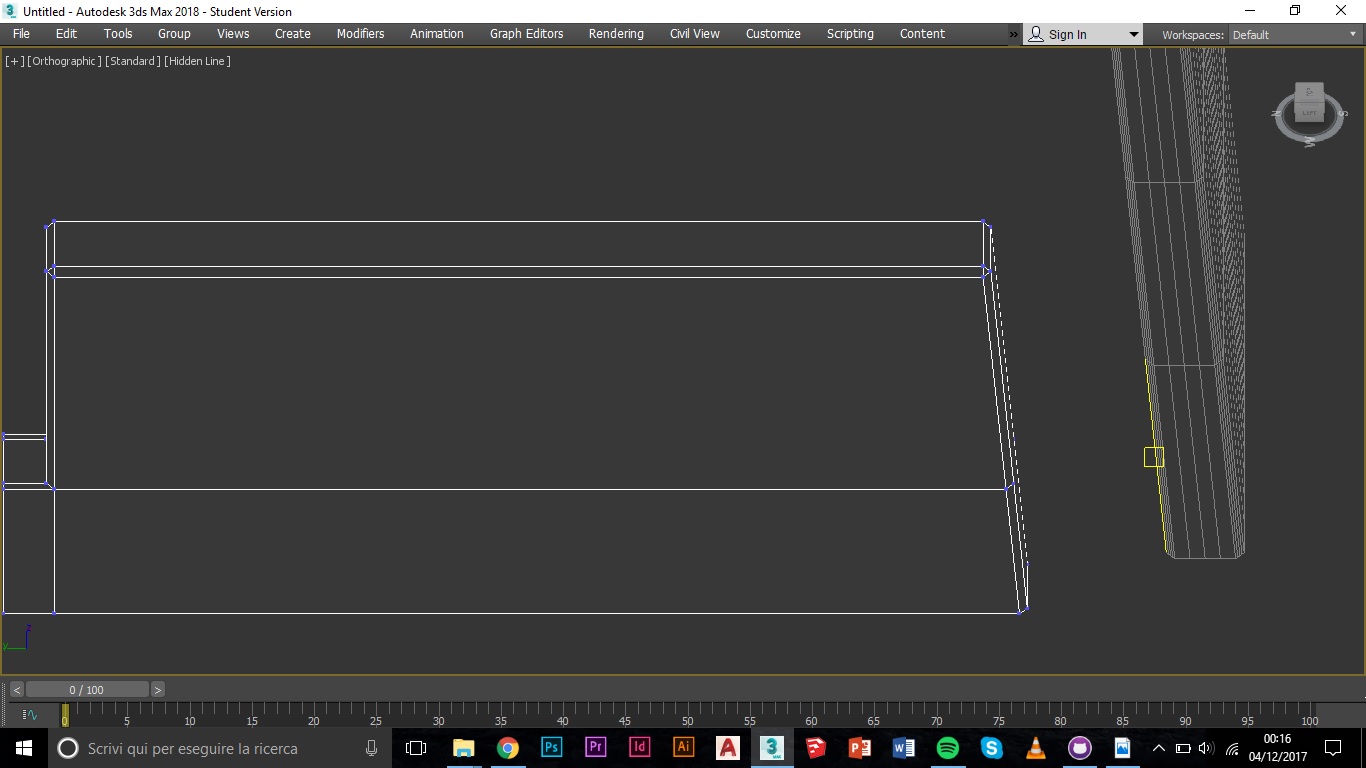 Untitled - Autodesk 3ds Max 2018 - Student Version
File Edit Tools Group Views Create Modifiers Animation Graph Editors Rendering Civil View Customize Scripting Content » Sign In Workspaces: Default
[+] [Orthographic] [Standard] [Hidden Line]
LEFT
N S
W
z
y
< 0 / 100 >
0 5 10 15 20 25 30 35 40 45 50 55 60 65 70 75 80 85 90 95 100
Scrivi qui per eseguire la ricerca
Ps Pr Id Ai A 3 MAX P W S
00:16
04/12/2017